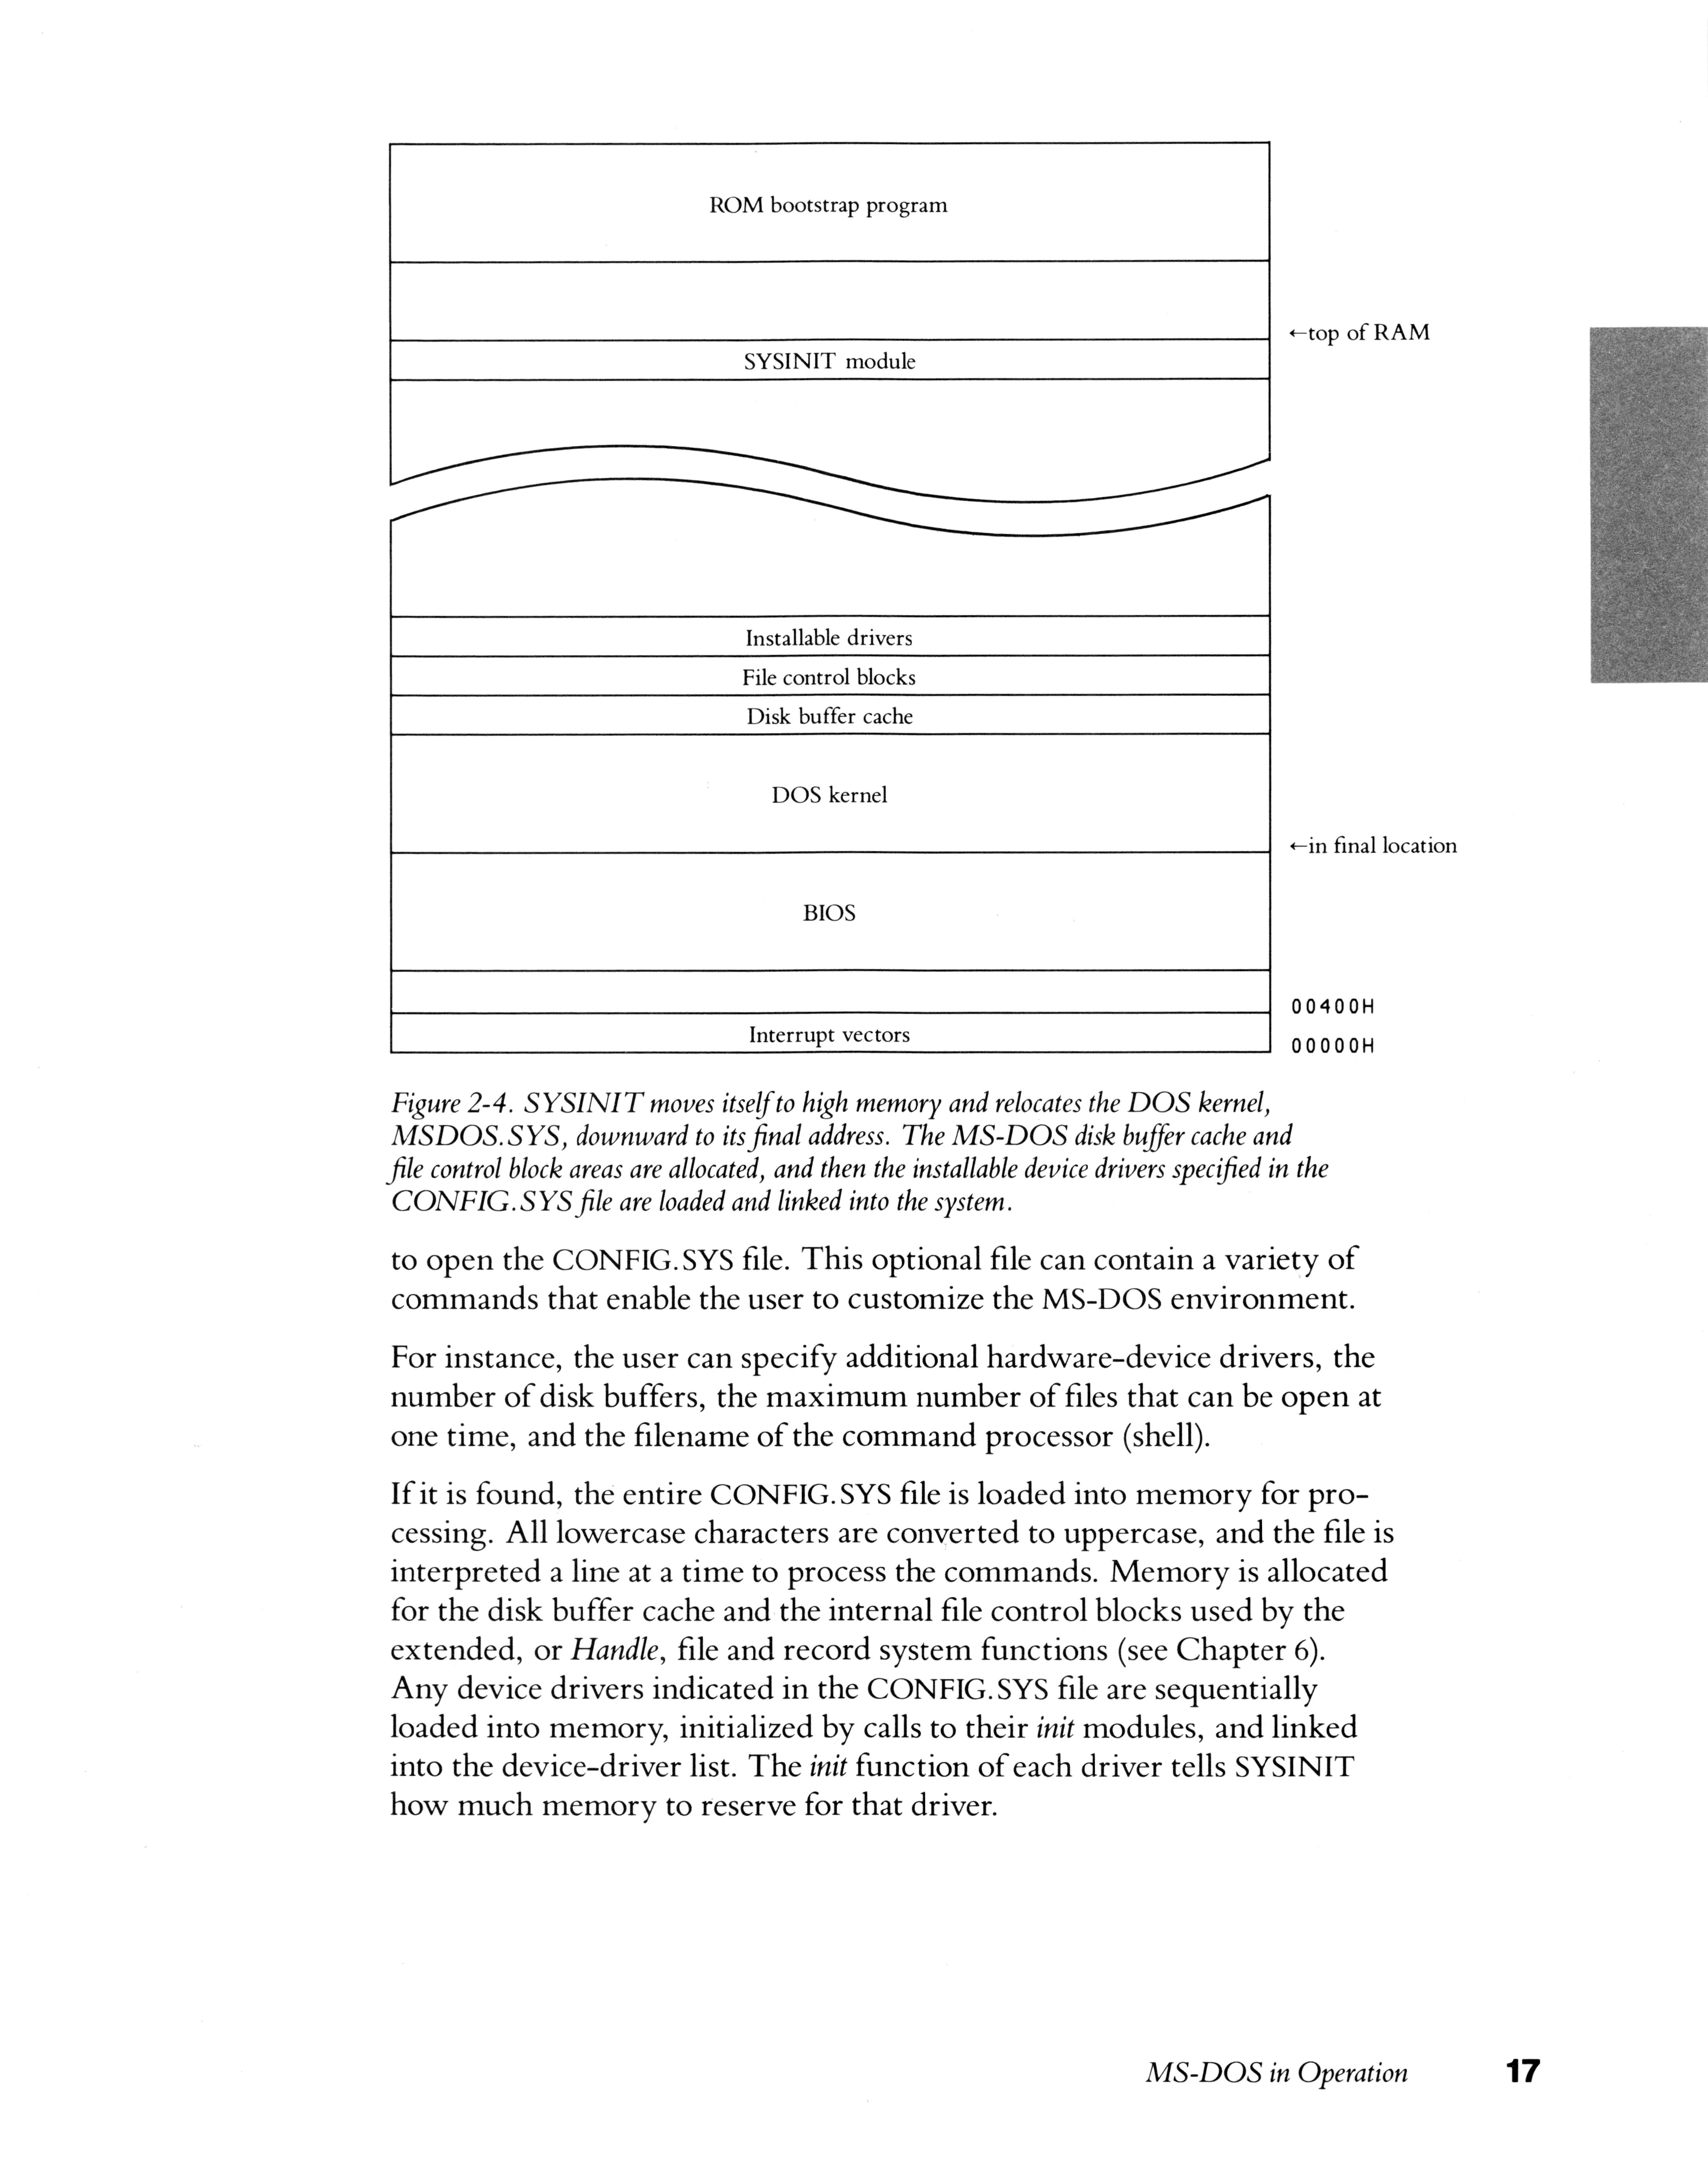 ROM bootstrap program
←top of RAM
SYSINIT module
Installable drivers
File control blocks
Disk buffer cache
DOS kernel
←in final location
BIOS
00400H
Interrupt vectors
00000H
Figure 2-4. SYSINIT moves itself to high memory and relocates the DOS kernel,
MSDOS.SYS, downward to its final address. The MS-DOS disk buffer cache and
file control block areas are allocated, and then the installable device drivers specified in the
CONFIG.SYS file are loaded and linked into the system.
to open the CONFIG.SYS file. This optional file can contain a variety of
commands that enable the user to customize the MS-DOS environment.
For instance, the user can specify additional hardware-device drivers, the
number of disk buffers, the maximum number of files that can be open at
one time, and the filename of the command processor (shell).
If it is found, the entire CONFIG.SYS file is loaded into memory for pro-
cessing. All lowercase characters are converted to uppercase, and the file is
interpreted a line at a time to process the commands. Memory is allocated
for the disk buffer cache and the internal file control blocks used by the
extended, or Handle, file and record system functions (see Chapter 6).
Any device drivers indicated in the CONFIG.SYS file are sequentially
loaded into memory, initialized by calls to their init modules, and linked
into the device-driver list. The init function of each driver tells SYSINIT
how much memory to reserve for that driver.
MS-DOS in Operation 17